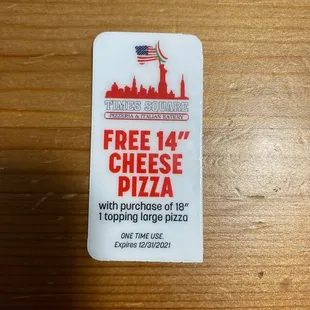 TIMES SQUARE
PIZZERIA & ITALIAN EATERY
FREE 14"
CHEESE
PIZZA
with purchase of 18"
1 topping large pizza
ONE TIME USE.
Expires 12/31/2021